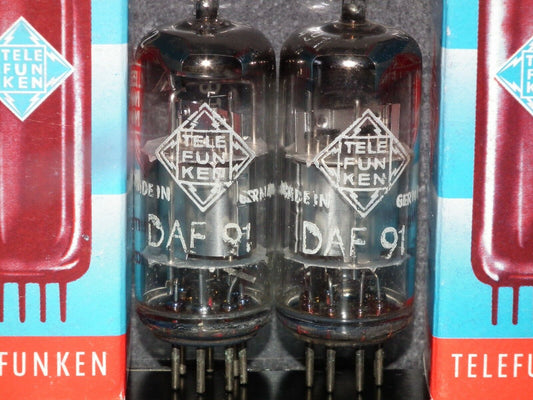 TELE
FUN
KEN
TELE
FUN
KEN
MADE IN
DAF 91
TELE
FUN
KEN
MADE IN
GERM
DAF 91
FUNKEN
TELEFU